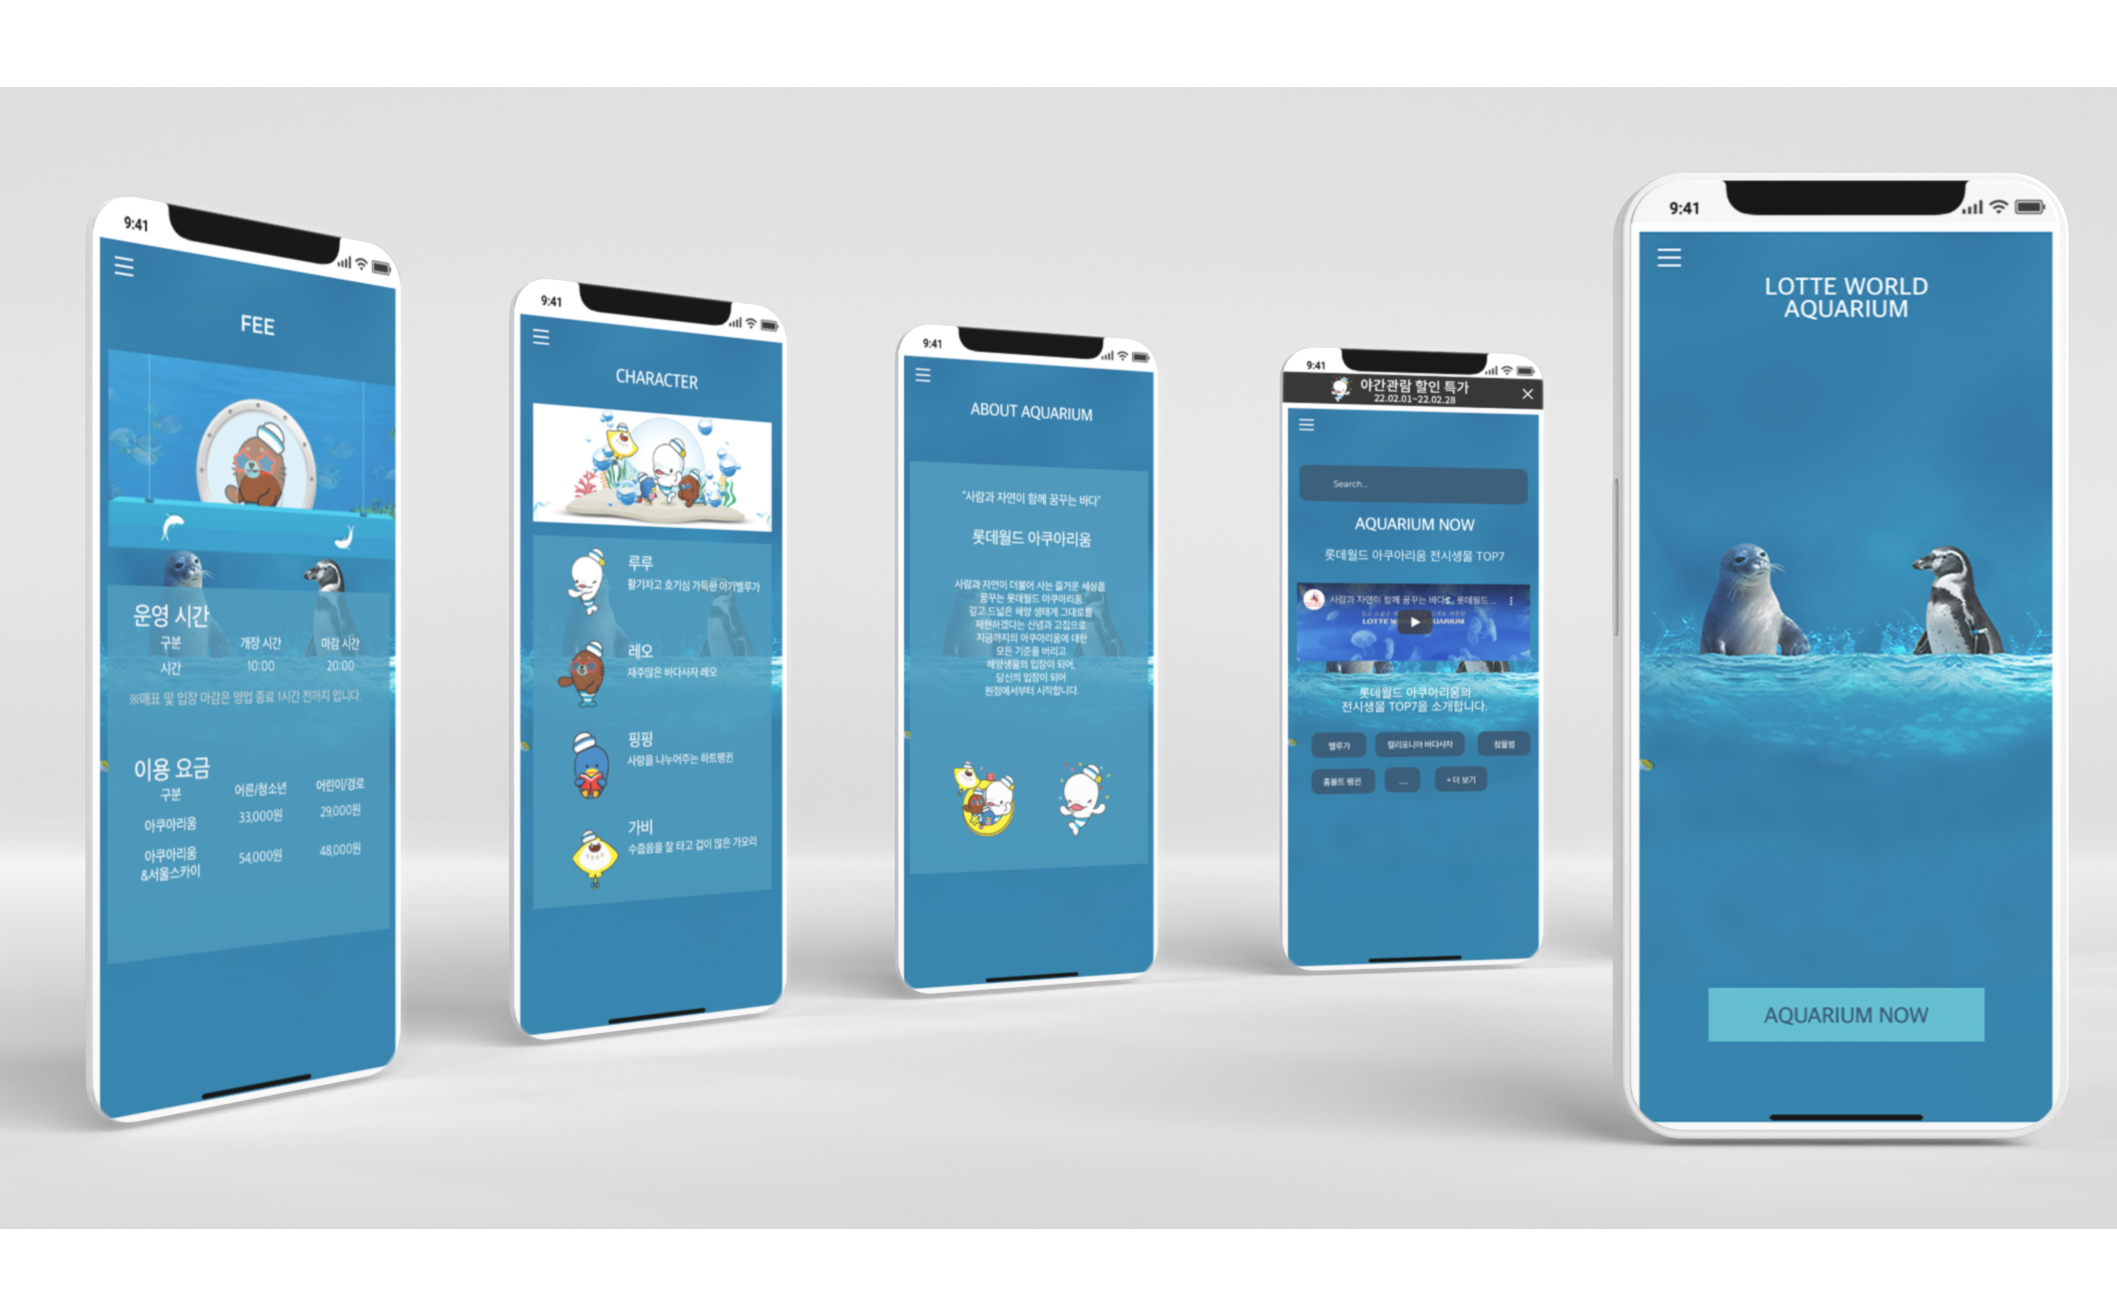 9:41
FEE
운영 시간
구분 개장 시간 마감 시간
시간 10:00 20:00
※매표 및 입장 마감은 영업 종료 1시간 전까지 입니다.
이용 요금
구분 어른/청소년 어린이/경로
아쿠아리움 33,000원 29,000원
아쿠아리움
&서울스카이 54,000원 48,000원
9:41
CHARACTER
루루
활기차고 호기심 가득한 아기벨루가
레오
재주많은 바다사자 레오
핑핑
사랑을 나누어주는 하트펭귄
가비
수줍음을 잘 타고 겁이 많은 가오리
9:41
ABOUT AQUARIUM
"사람과 자연이 함께 꿈꾸는 바다"
롯데월드 아쿠아리움
사람과 자연이 더불어 사는 즐거운 세상을
꿈꾸는 롯데월드 아쿠아리움
깊고 드넓은 해양 생태계 그대로를
재현하겠다는 신념과 고집으로
지금까지의 아쿠아리움에 대한
모든 기준을 버리고
해양생물의 입장이 되어,
당신의 입장이 되어
원점에서부터 시작합니다.
9:41
야간관람 할인 특가
22.02.01~22.02.28
Search...
AQUARIUM NOW
롯데월드 아쿠아리움 전시생물 TOP7
사람과 자연이 함께 꿈꾸는 바다, 롯데월드 ...
롯데월드 아쿠아리움의
전시생물 TOP7을 소개합니다.
벨루가 캘리포니아 바다사자 참물범
훔볼트 펭귄 ... + 더 보기
9:41
LOTTE WORLD
AQUARIUM
AQUARIUM NOW